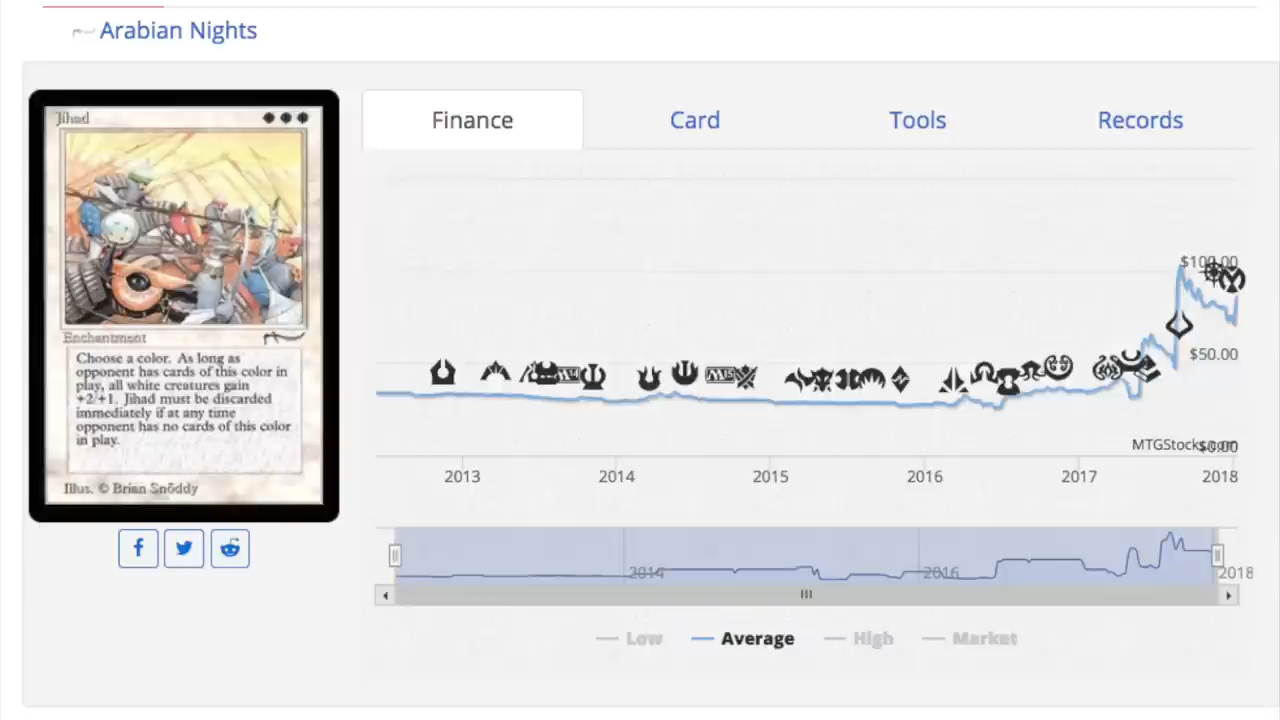 Arabian Nights
Jihad
Enchantment
Choose a color. As long as
opponent has cards of this color in
play, all white creatures gain
+2/+1. Jihad must be discarded
immediately if at any time
opponent has no cards of this color
in play.
Illus. © Brian Snõddy
Finance
Card
Tools
Records
$100.00
$50.00
$0.00
MTGStocks.com
2013
2014
2015
2016
2017
2018
2014
2016
2018
Low
Average
High
Market